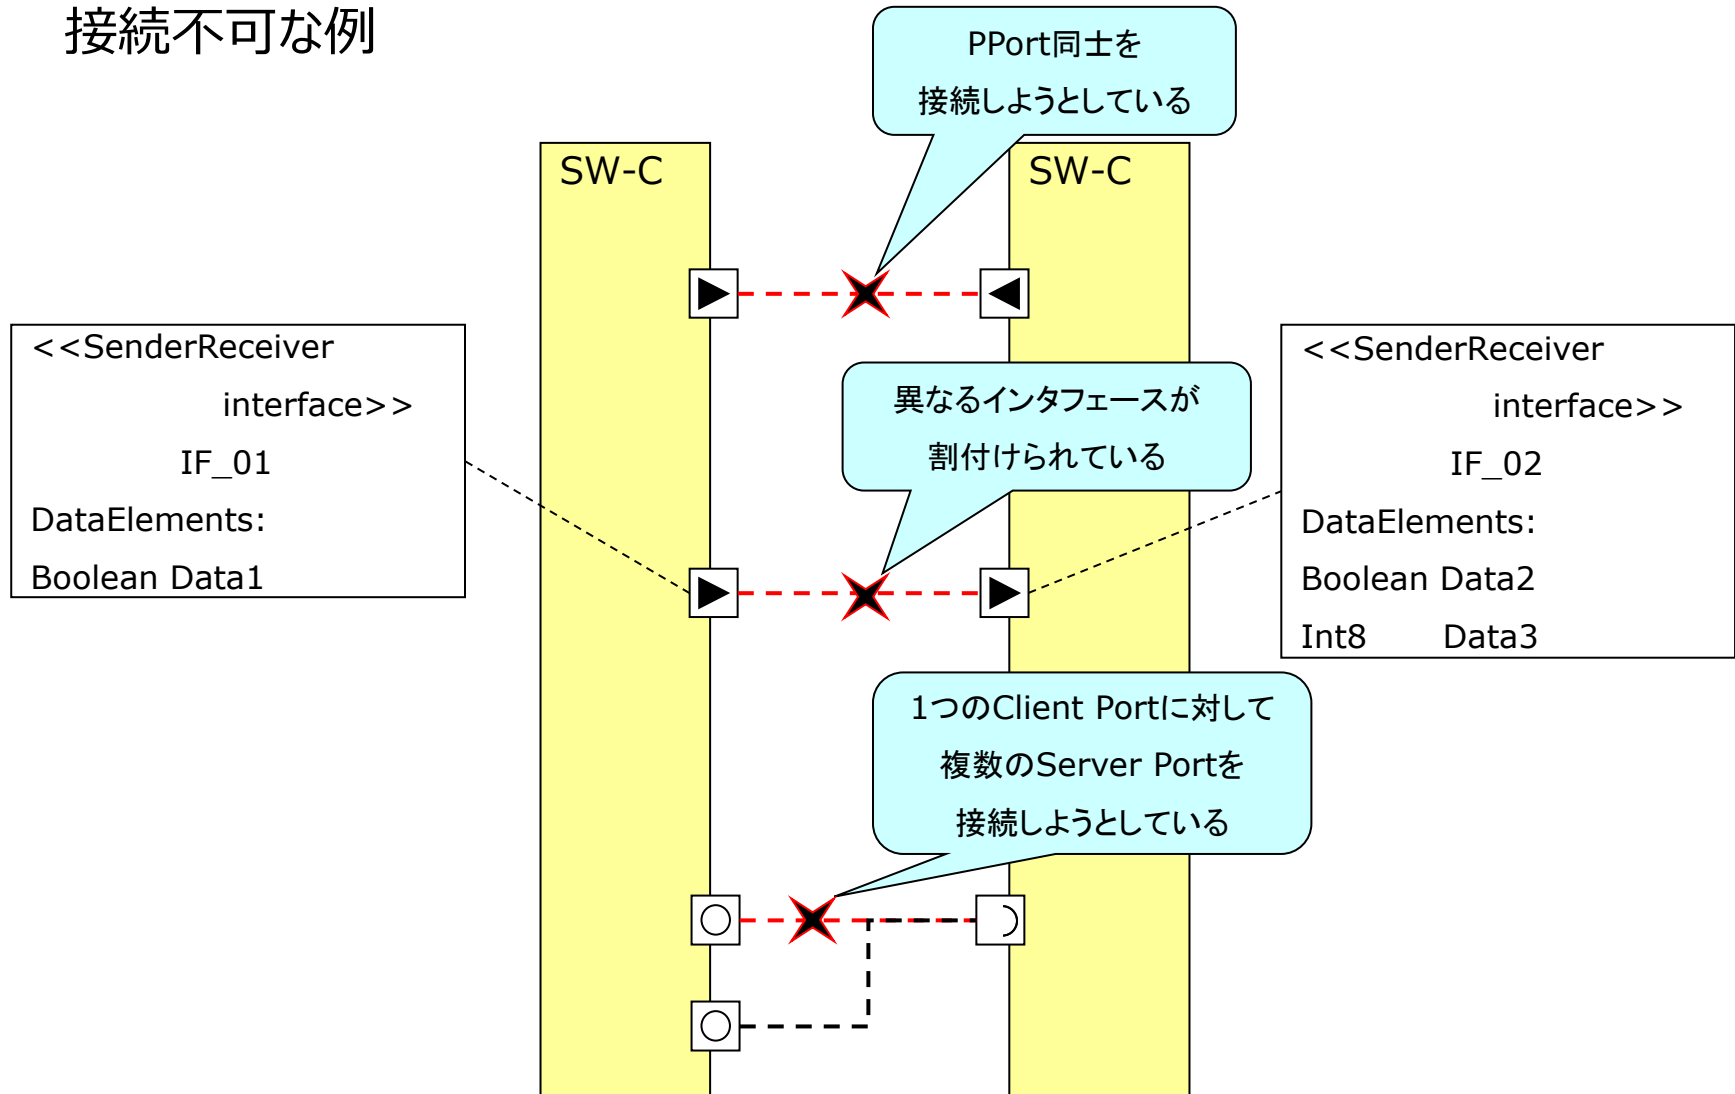 接続不可な例
PPort同士を
接続しようとしている
SW-C
SW-C
<<SenderReceiver
interface>>
IF_01
DataElements:
Boolean Data1
異なるインタフェースが
割付けられている
<<SenderReceiver
interface>>
IF_02
DataElements:
Boolean Data2
Int8 Data3
1つのClient Portに対して
複数のServer Portを
接続しようとしている